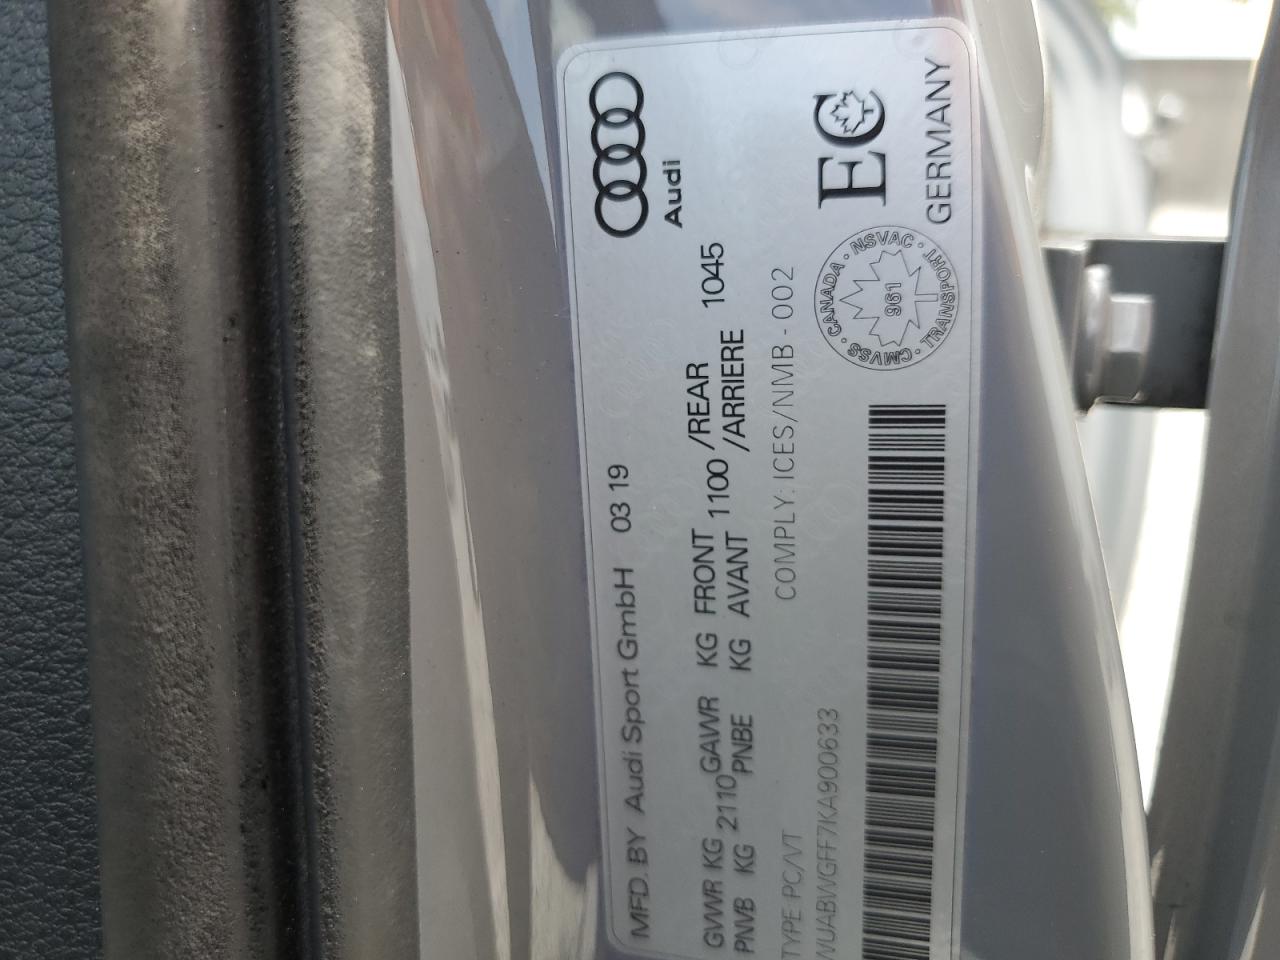 Audi
MFD. BY Audi Sport GmbH 03 19
GVWR KG 2110 GAWR KG FRONT 1100 /REAR 1045
PNVB KG PNBE KG AVANT /ARRIERE
COMPLY: ICES/NMB - 002
TYPE PC/VT
WUABWGFF7KA900633
CMVSS · CANADA · NSVAC · TRANSPORT ·
961
EC
GERMANY